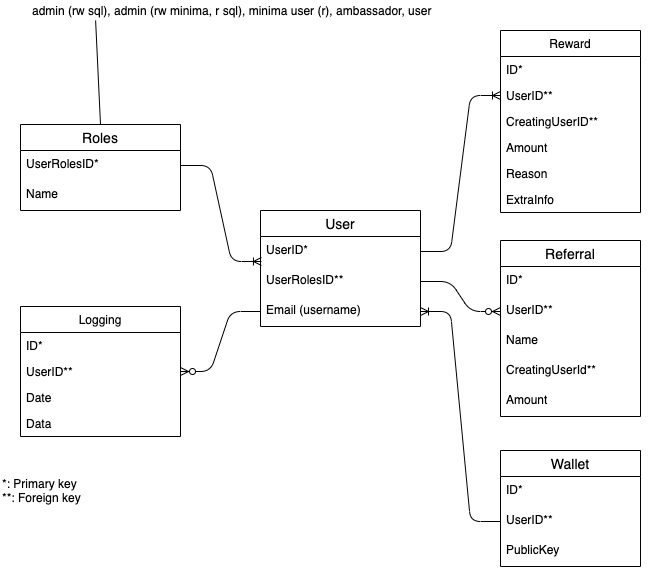 admin (rw sql), admin (rw minima, r sql), minima user (r), ambassador, user
Roles
UserRolesID*
Name
Logging
ID*
UserID**
Date
Data
*: Primary key
**: Foreign key
User
UserID*
UserRolesID**
Email (username)
Reward
ID*
UserID**
CreatingUserID**
Amount
Reason
ExtraInfo
Referral
ID*
UserID**
Name
CreatingUserId**
Amount
Wallet
ID*
UserID**
PublicKey